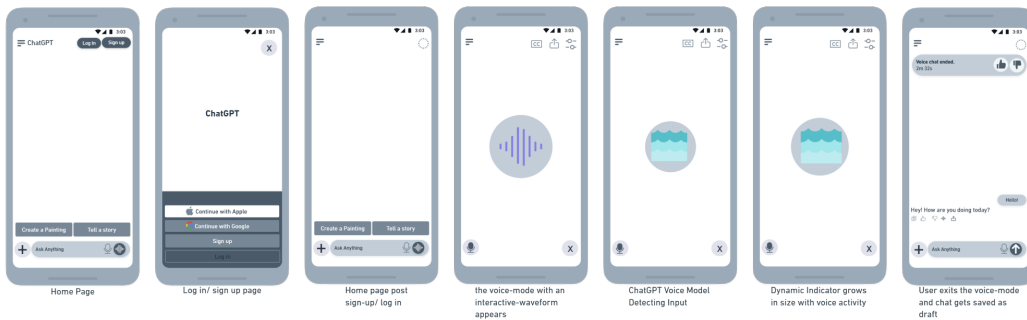 3:03
ChatGPT
Log In
Sign up
Create a Painting
Tell a story
Ask Anything
Home Page
3:03
X
ChatGPT
Continue with Apple
Continue with Google
Sign up
Log in
Log in/ sign up page
3:03
Create a Painting
Tell a story
Ask Anything
Home page post
sign-up/ log in
3:03
CC
X
the voice-mode with an
interactive-waveform
appears
3:03
CC
X
ChatGPT Voice Model
Detecting Input
3:03
CC
X
Dynamic Indicator grows
in size with voice activity
3:03
Voice chat ended.
2m 32s
Hello!
Hey! How are you doing today?
Ask Anything
User exits the voice-mode
and chat gets saved as
draft